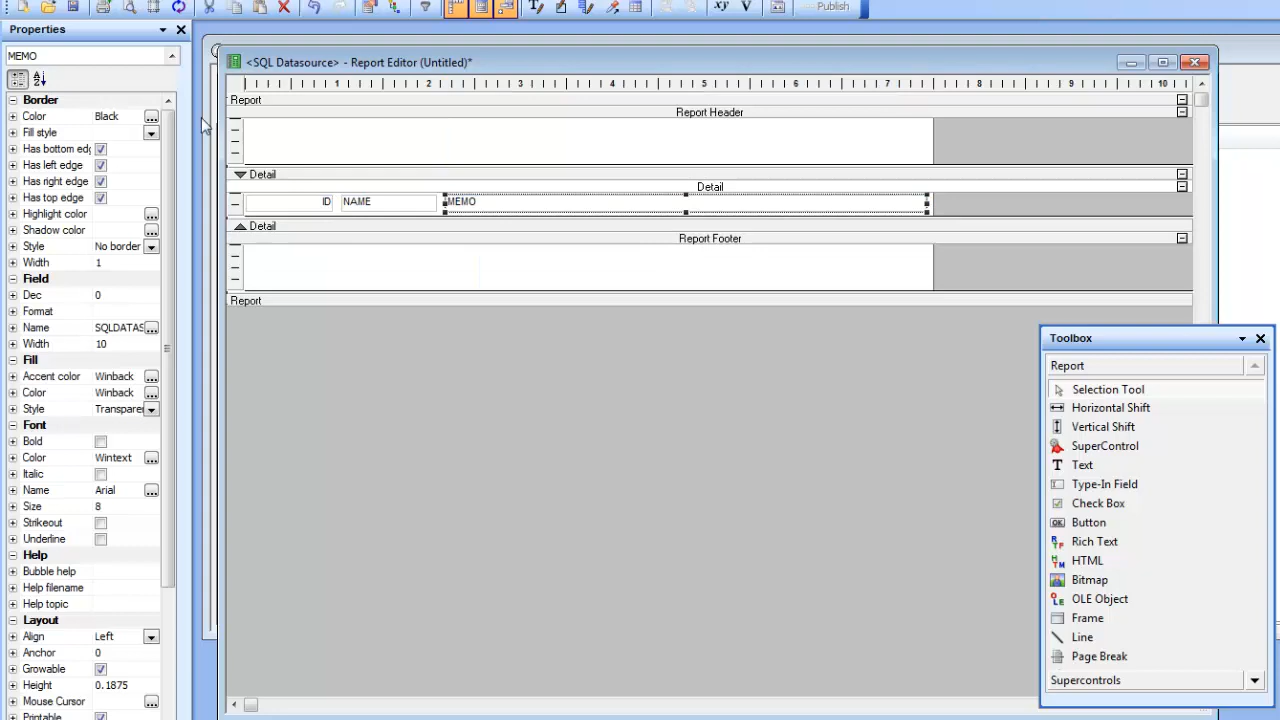 Publish
Properties
MEMO
Border
Color Black
Fill style
Has bottom edg
Has left edge
Has right edge
Has top edge
Highlight color
Shadow color
Style No border
Width 1
Field
Dec 0
Format
Name SQLDATAS
Width 10
Fill
Accent color Winback
Color Winback
Style Transparer
Font
Bold
Color Wintext
Italic
Name Arial
Size 8
Strikeout
Underline
Help
Bubble help
Help filename
Help topic
Layout
Align Left
Anchor 0
Growable
Height 0.1875
Mouse Cursor
Printable
<SQL Datasource> - Report Editor (Untitled)*
1 2 3 4 5 6 7 8 9 10
Report
Report Header
Detail
Detail
ID NAME MEMO
Detail
Report Footer
Report
Toolbox
Report
Selection Tool
Horizontal Shift
Vertical Shift
SuperControl
Text
Type-In Field
Check Box
Button
Rich Text
HTML
Bitmap
OLE Object
Frame
Line
Page Break
Supercontrols